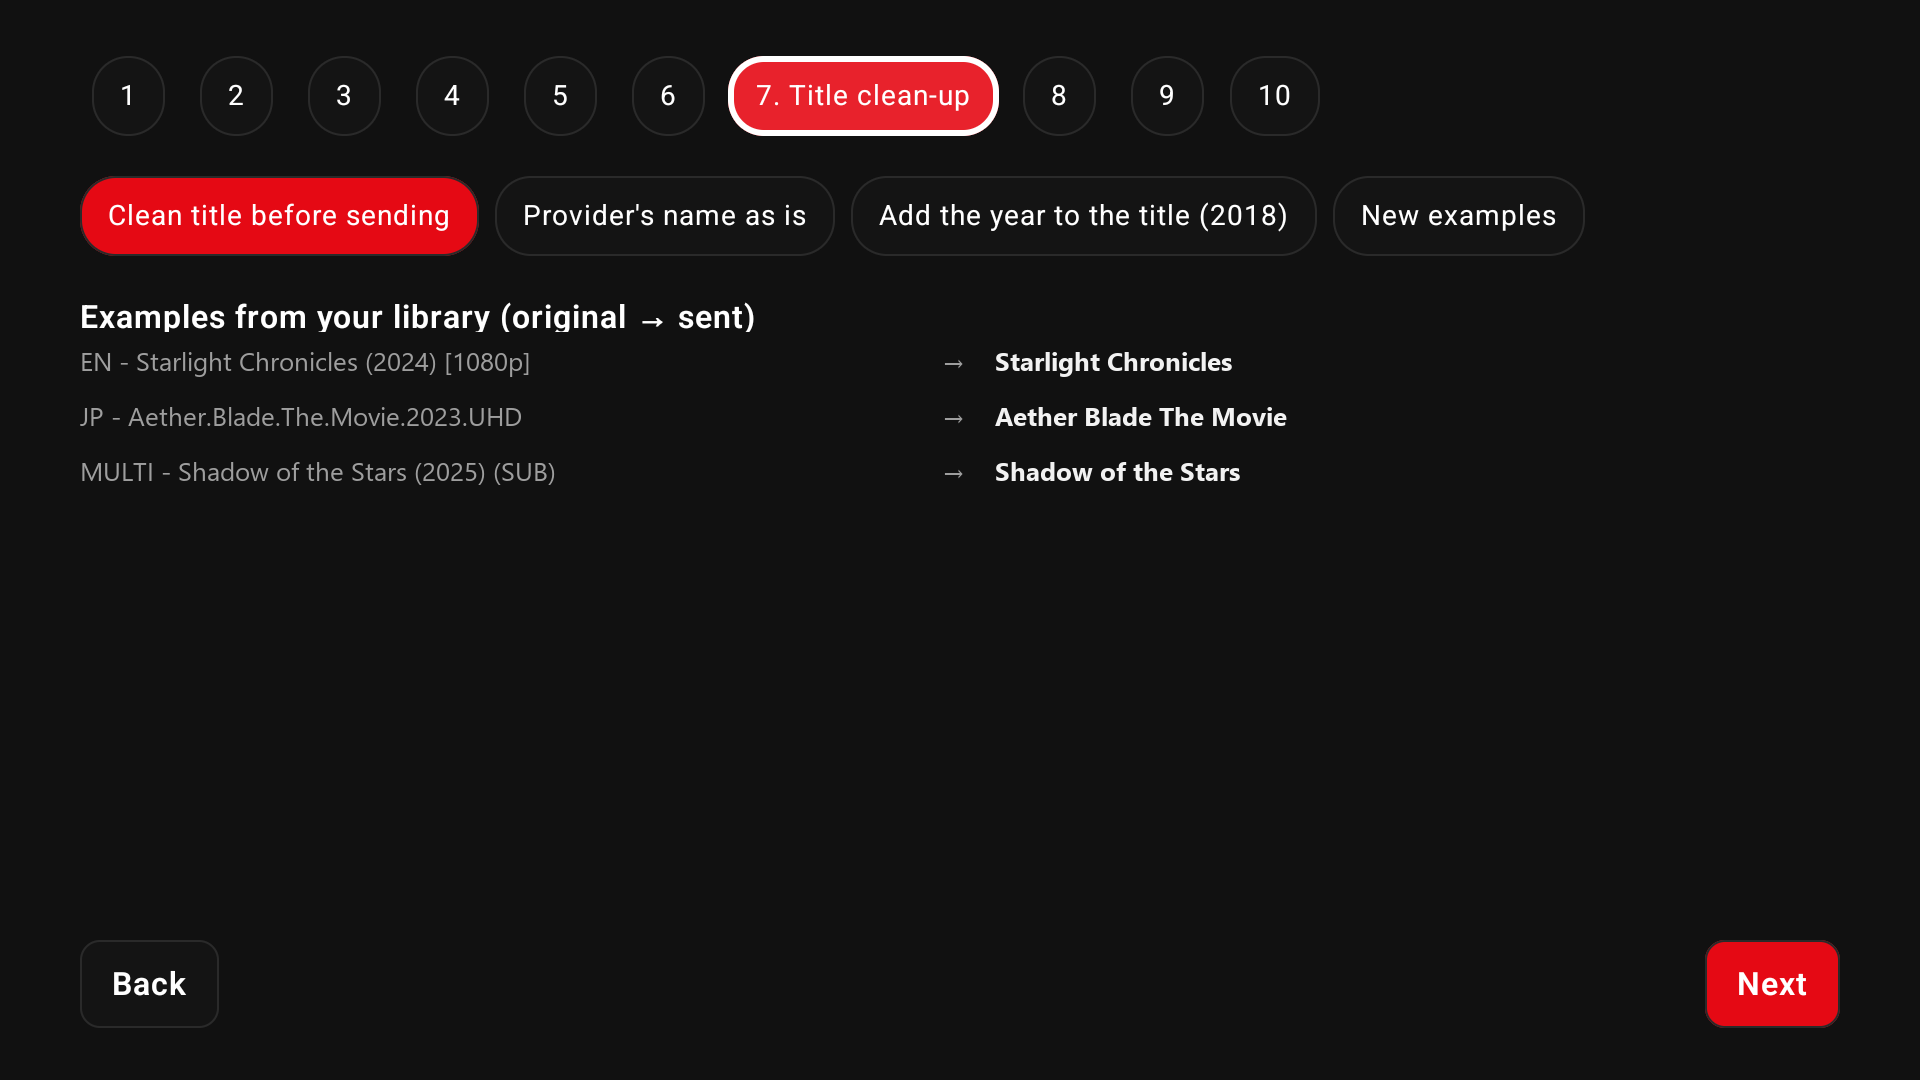 1 2 3 4 5 6 7. Title clean-up 8 9 10
Clean title before sending Provider's name as is Add the year to the title (2018) New examples
Examples from your library (original → sent)
EN - Starlight Chronicles (2024) [1080p] → Starlight Chronicles
JP - Aether.Blade.The.Movie.2023.UHD → Aether Blade The Movie
MULTI - Shadow of the Stars (2025) (SUB) → Shadow of the Stars
Back Next